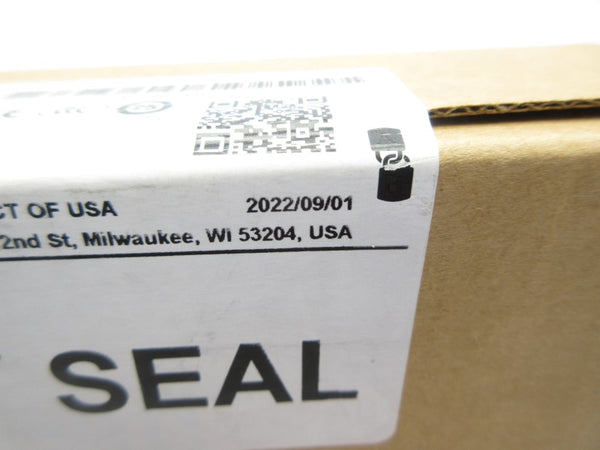 CT OF USA 2022/09/01
2nd St, Milwaukee, WI 53204, USA
SEAL